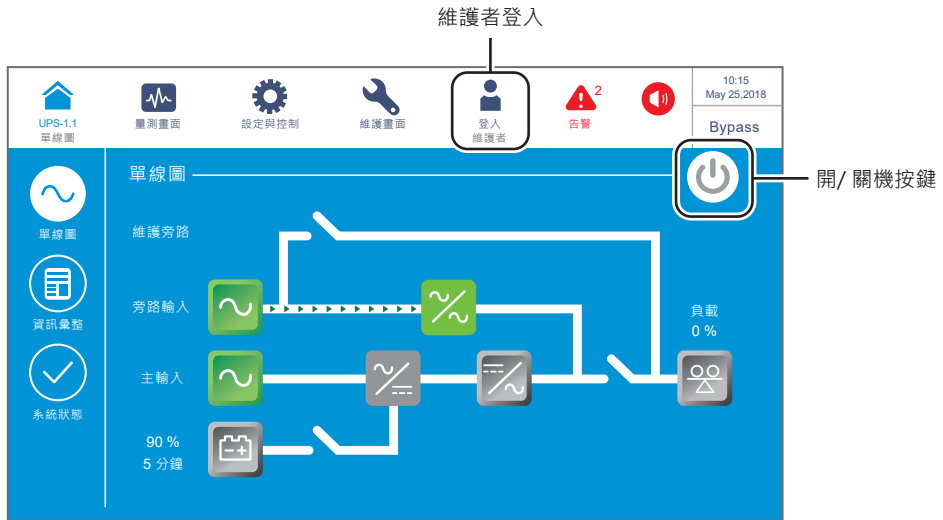 維護者登入
UPS-1.1
單線圖
量測畫面
設定與控制
維護畫面
登入
維護者
2
告警
10:15
May 25,2018
Bypass
單線圖
開/ 關機按鍵
單線圖
維護旁路
資訊彙整
旁路輸入
負載
0 %
系統狀態
主輸入
90 %
5 分鐘